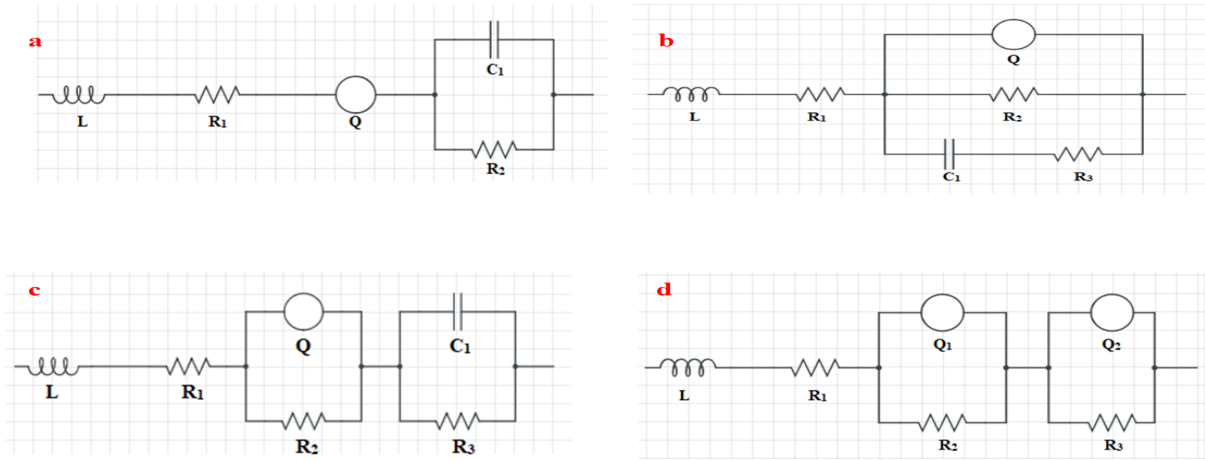 a
C₁
L
R₁
Q
R₂
b
Q
L
R₁
R₂
C₁
R₃
c
Q
C₁
L
R₁
R₂
R₃
d
Q₁
Q₂
L
R₁
R₂
R₃